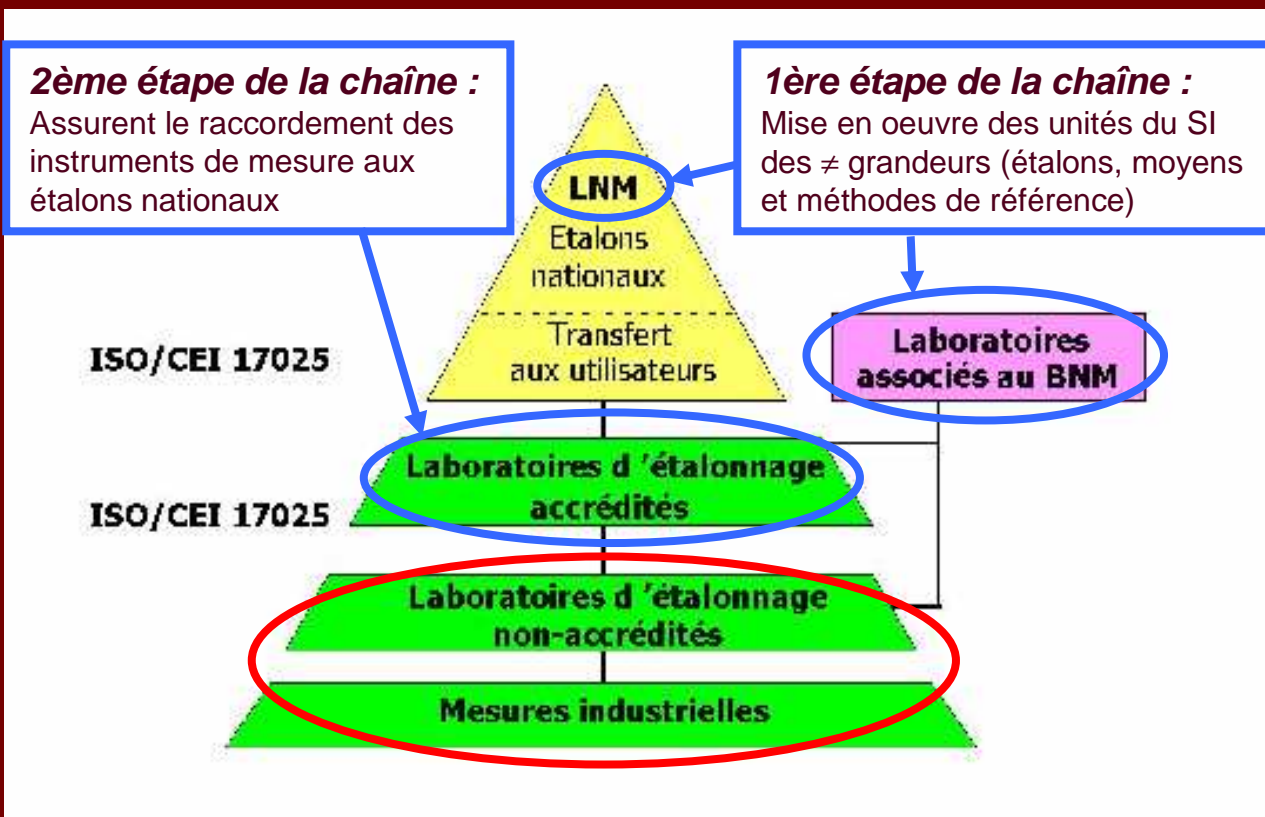 2ème étape de la chaîne :
Assurent le raccordement des
instruments de mesure aux
étalons nationaux
1ère étape de la chaîne :
Mise en oeuvre des unités du SI
des ≠ grandeurs (étalons, moyens
et méthodes de référence)
LNM
Etalons
nationaux
Transfert
aux utilisateurs
ISO/CEI 17025
Laboratoires
associés au BNM
Laboratoires d ’étalonnage
accrédités
ISO/CEI 17025
Laboratoires d ’étalonnage
non-accrédités
Mesures industrielles